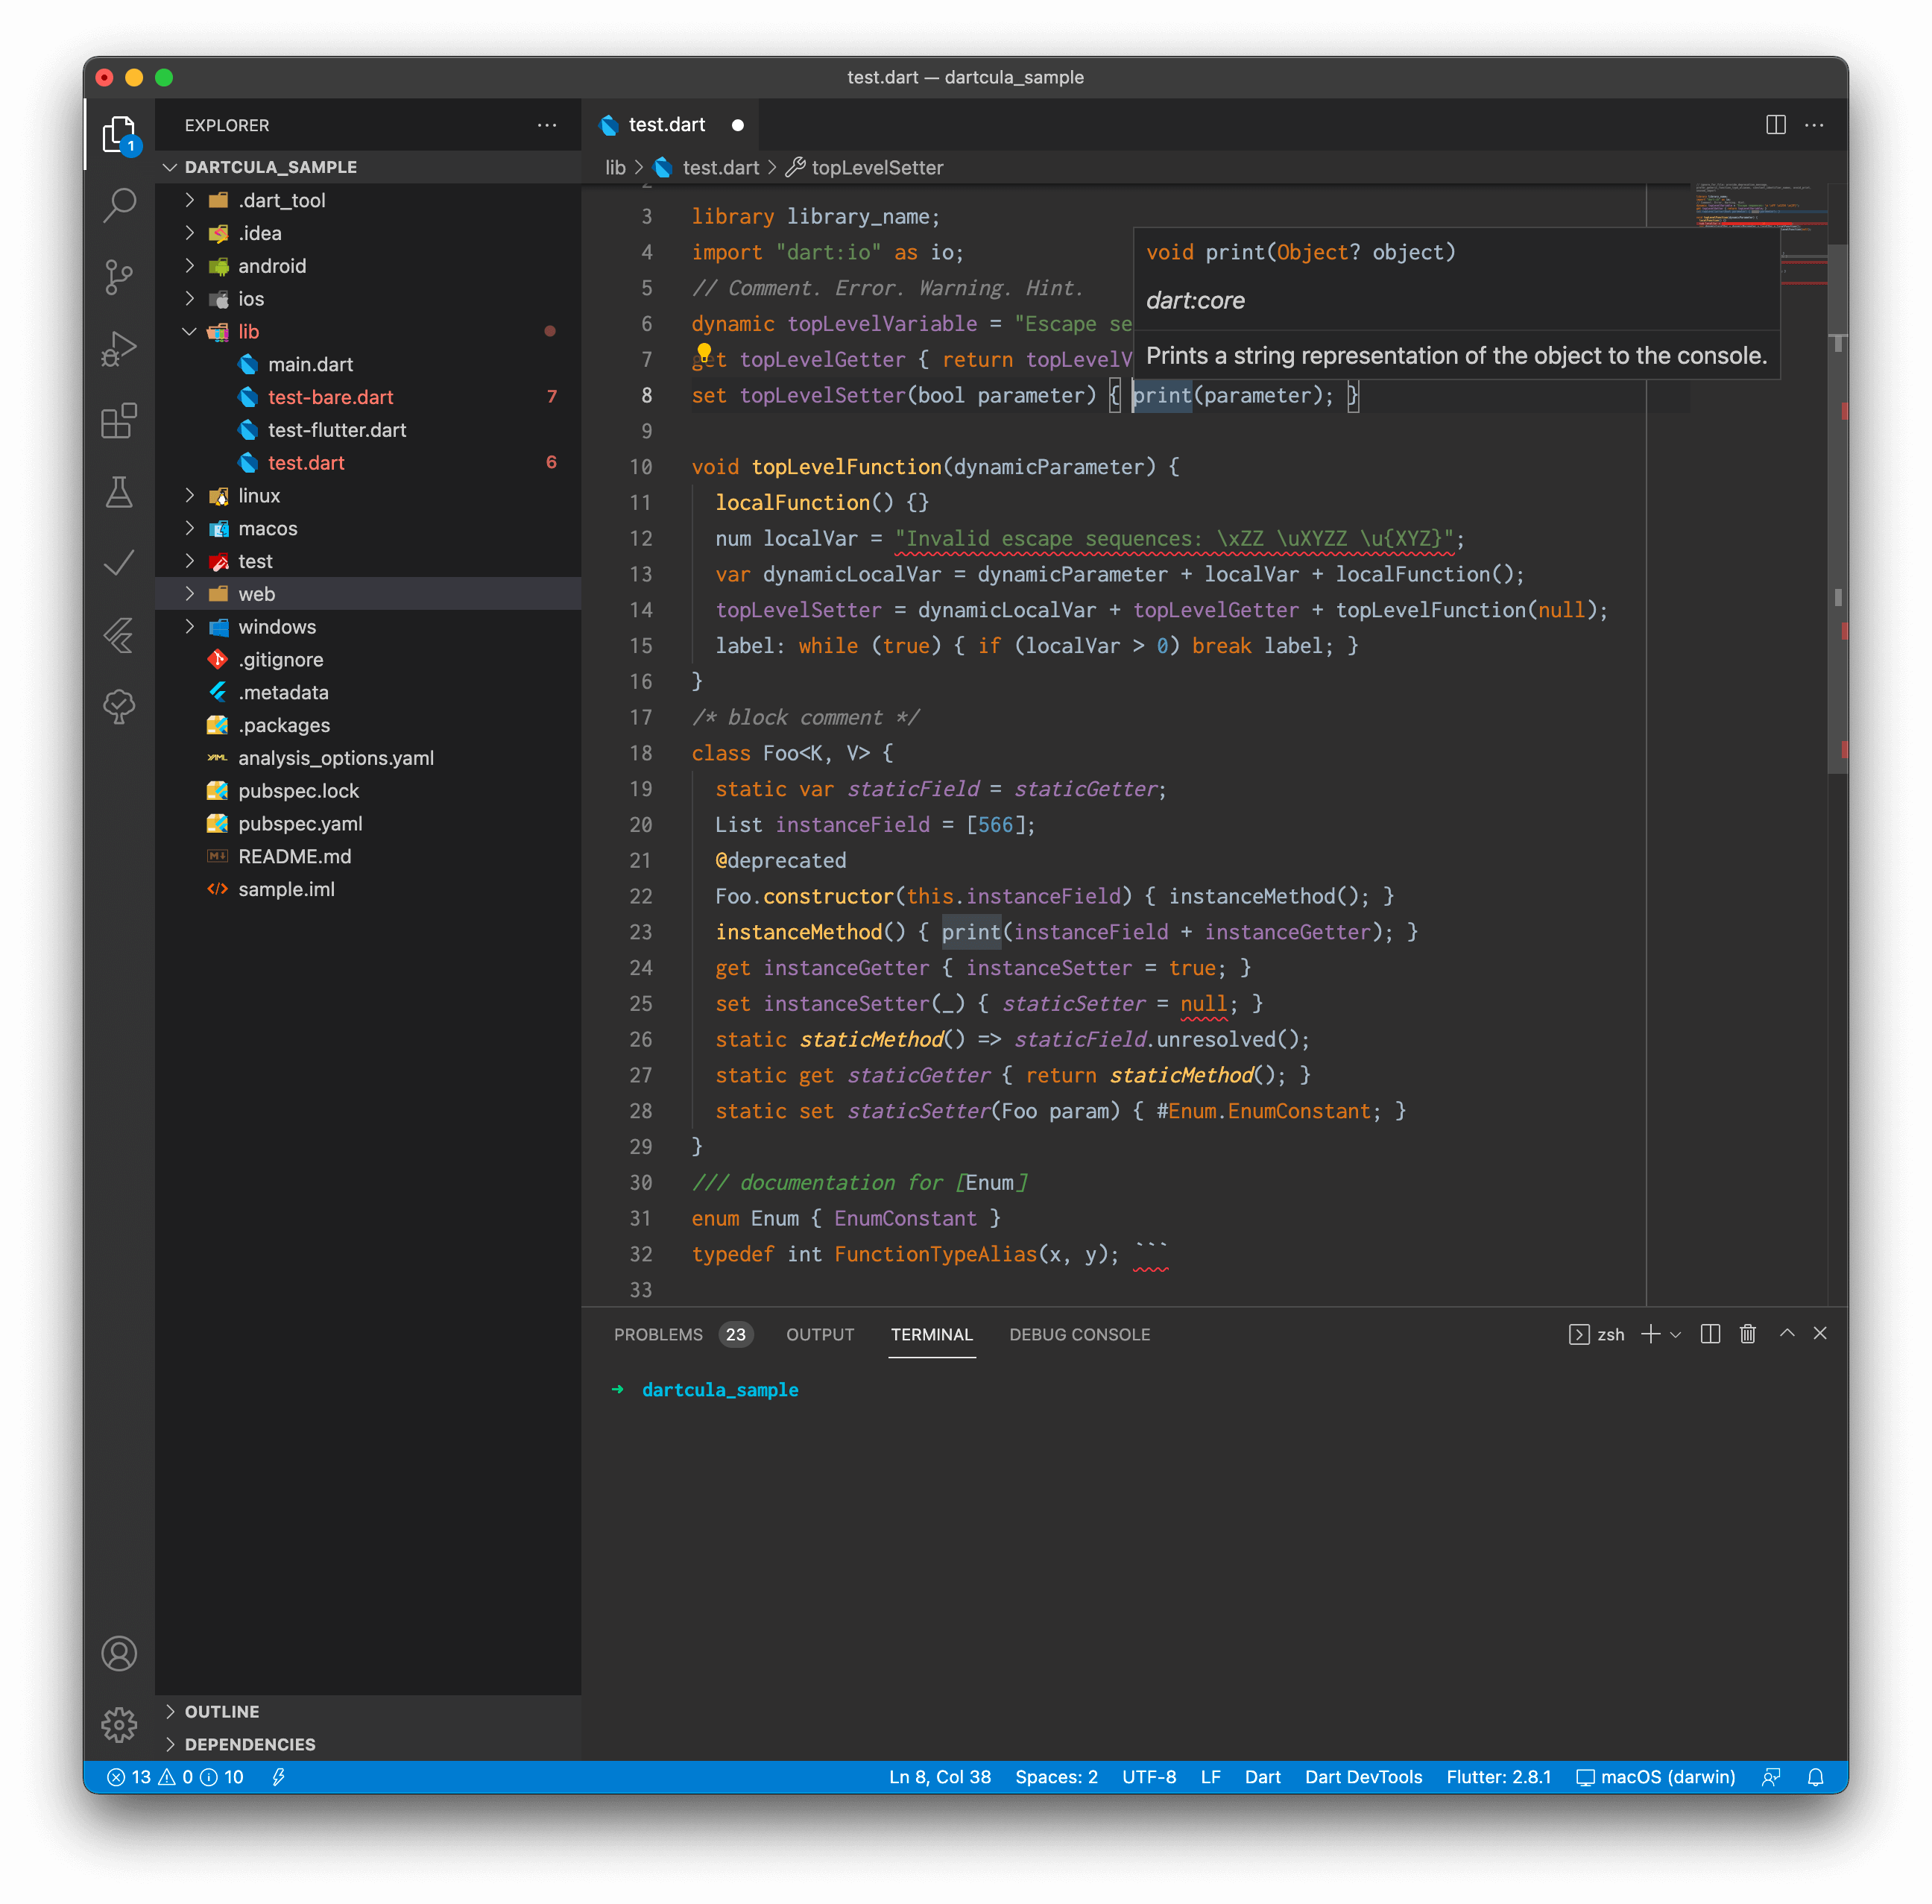 test.dart — dartcula_sample
1
EXPLORER
DARTCULA_SAMPLE
.dart_tool
.idea
android
ios
lib
main.dart
test-bare.dart 7
test-flutter.dart
test.dart 6
linux
macos
test
web
windows
.gitignore
.metadata
.packages
analysis_options.yaml
pubspec.lock
pubspec.yaml
README.md
sample.iml
OUTLINE
DEPENDENCIES
test.dart
lib > test.dart > topLevelSetter
3 library library_name;
4 import "dart:io" as io;
5 // Comment. Error. Warning. Hint.
6 dynamic topLevelVariable = "Escape se
7 get topLevelGetter { return topLevelV
8 set topLevelSetter(bool parameter) { print(parameter); }
9
10 void topLevelFunction(dynamicParameter) {
11 localFunction() {}
12 num localVar = "Invalid escape sequences: \xZZ \uXYZZ \u{XYZ}";
13 var dynamicLocalVar = dynamicParameter + localVar + localFunction();
14 topLevelSetter = dynamicLocalVar + topLevelGetter + topLevelFunction(null);
15 label: while (true) { if (localVar > 0) break label; }
16 }
17 /* block comment */
18 class Foo<K, V> {
19 static var staticField = staticGetter;
20 List instanceField = [566];
21 @deprecated
22 Foo.constructor(this.instanceField) { instanceMethod(); }
23 instanceMethod() { print(instanceField + instanceGetter); }
24 get instanceGetter { instanceSetter = true; }
25 set instanceSetter(_) { staticSetter = null; }
26 static staticMethod() => staticField.unresolved();
27 static get staticGetter { return staticMethod(); }
28 static set staticSetter(Foo param) { #Enum.EnumConstant; }
29 }
30 /// documentation for [Enum]
31 enum Enum { EnumConstant }
32 typedef int FunctionTypeAlias(x, y); ```
33
void print(Object? object)
dart:core
Prints a string representation of the object to the console.
PROBLEMS 23 OUTPUT TERMINAL DEBUG CONSOLE zsh
→ dartcula_sample
13 0 10 Ln 8, Col 38 Spaces: 2 UTF-8 LF Dart Dart DevTools Flutter: 2.8.1 macOS (darwin)